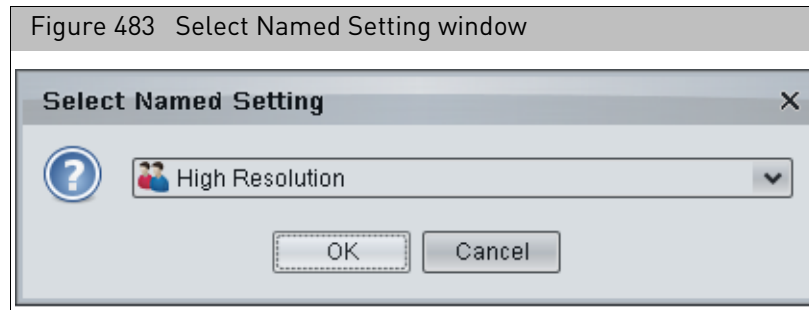 Figure 483 Select Named Setting window
Select Named Setting
High Resolution
OK Cancel